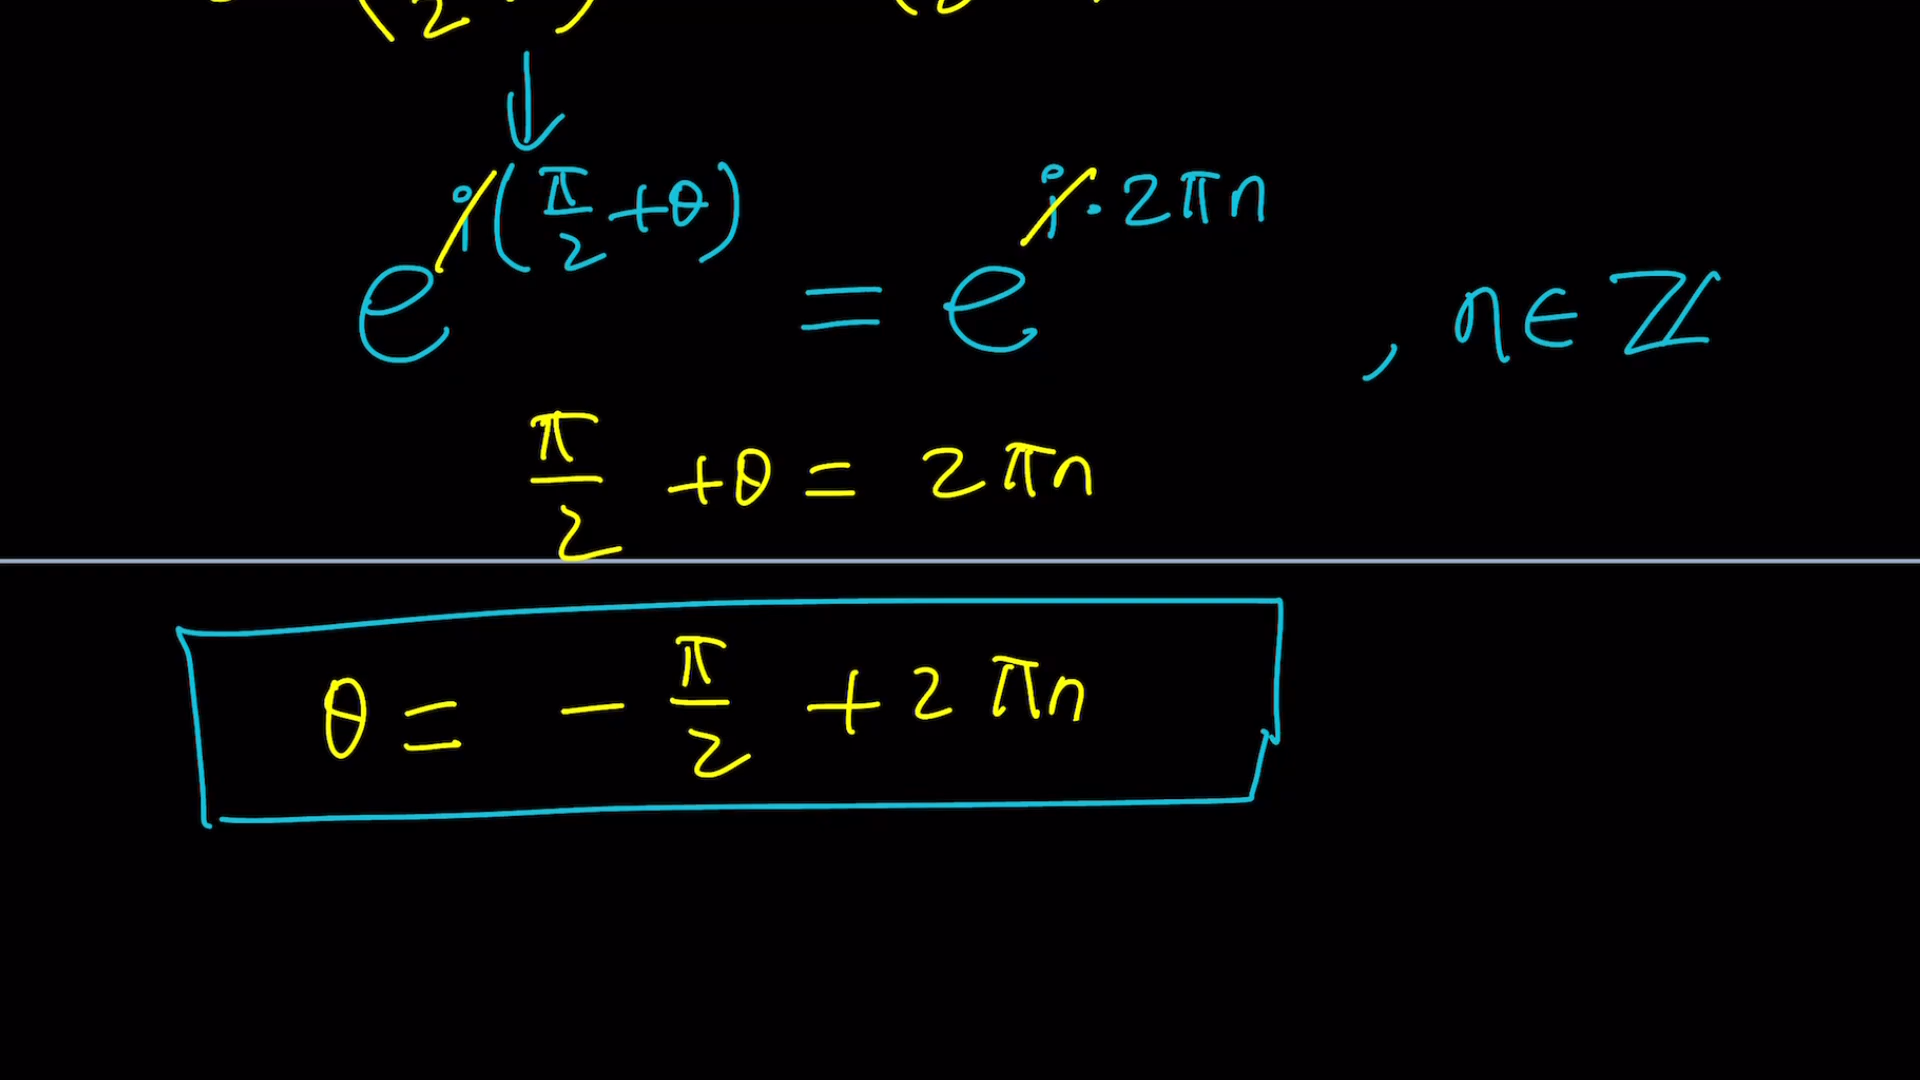 e^{i(π/2+θ)} = e^{i·2πn} , n∈ℤ
π/2 +θ = 2πn
θ = - π/2 + 2πn